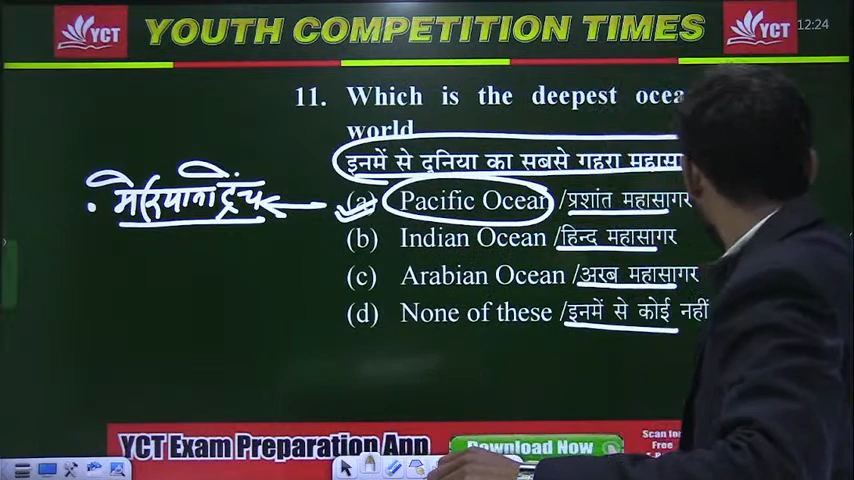 YCT
YOUTH COMPETITION TIMES
YCT
12:24
11. Which is the deepest ocea
world
इनमें से दुनिया का सबसे गहरा महास
मेरियाना ट्रेंच
(a) Pacific Ocean /प्रशांत महासागर
(b) Indian Ocean /हिन्द महासागर
(c) Arabian Ocean /अरब महासागर
(d) None of these /इनमें से कोई नहीं
YCT Exam Preparation App
Download Now
Scan for
Free